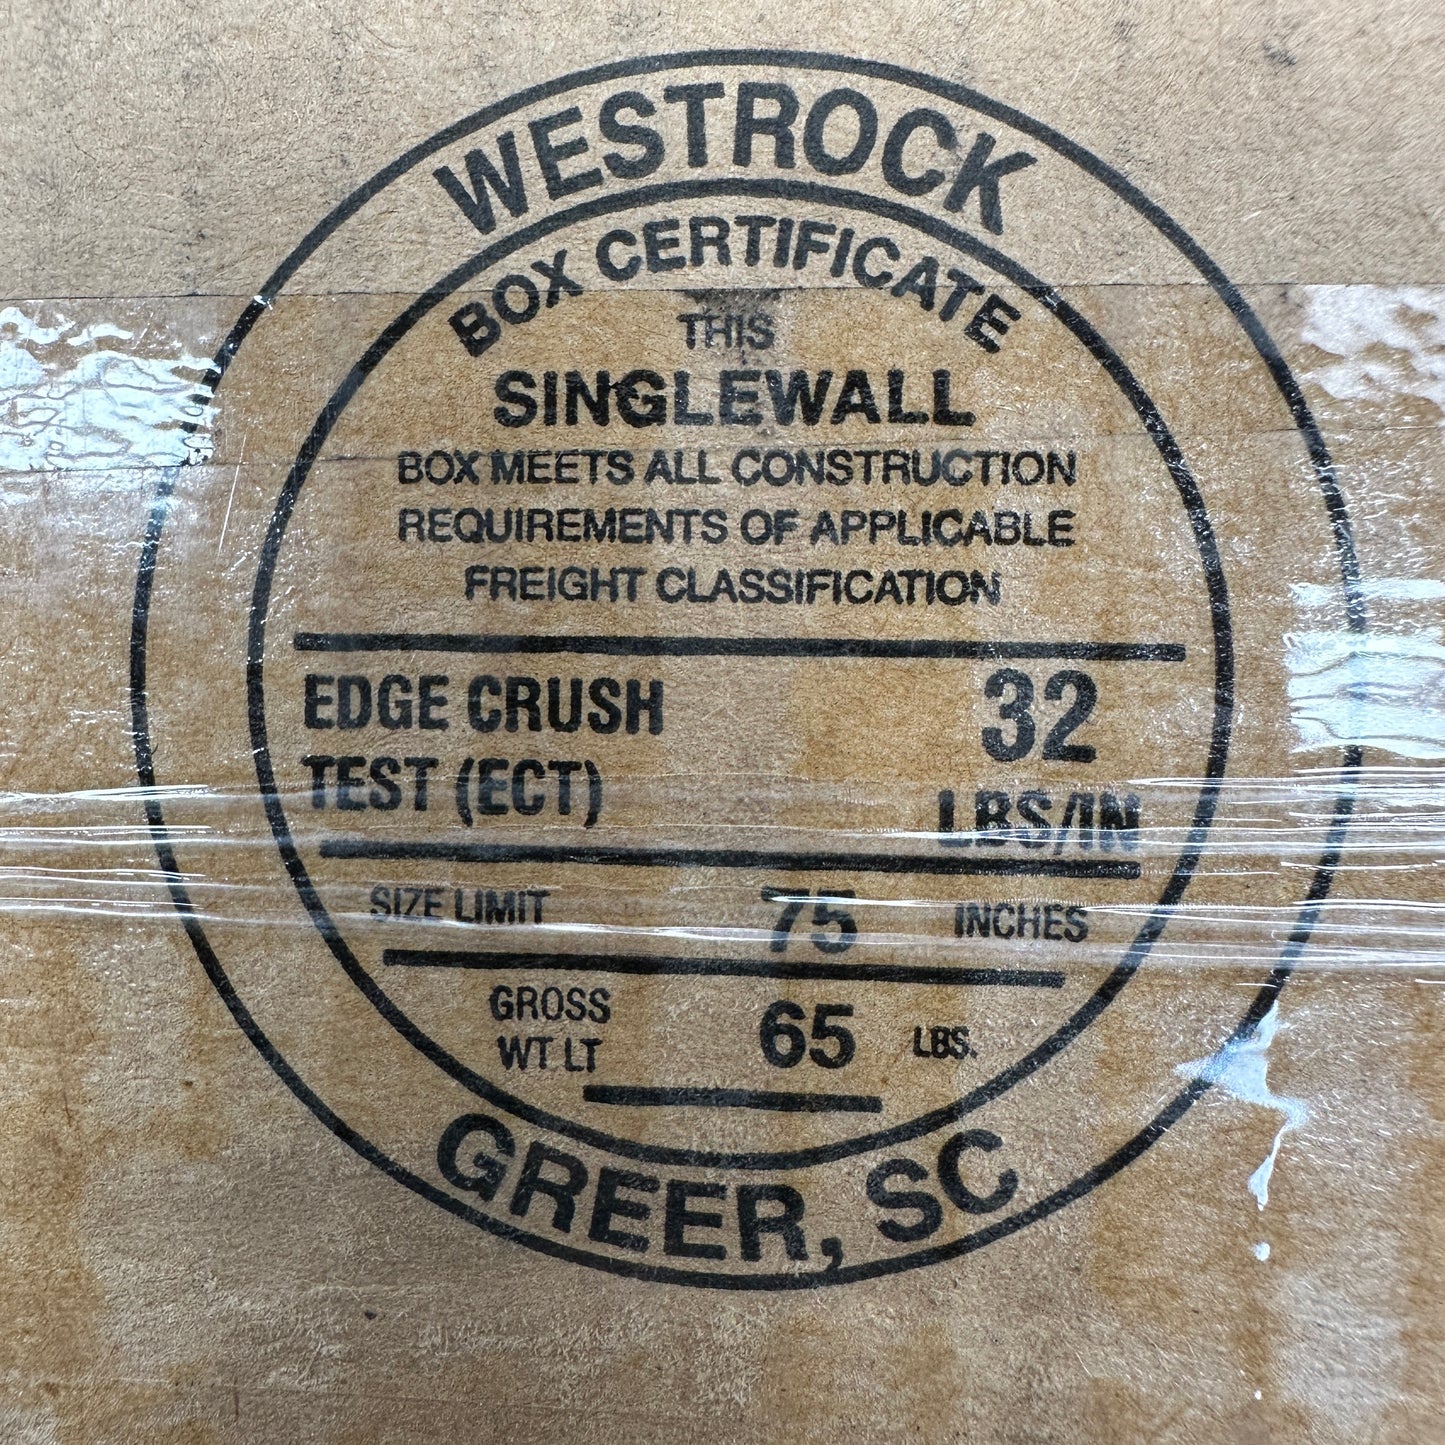 WESTROCK
BOX CERTIFICATE
THIS
SINGLEWALL
BOX MEETS ALL CONSTRUCTION
REQUIREMENTS OF APPLICABLE
FREIGHT CLASSIFICATION
EDGE CRUSH 32
TEST (ECT) LBS/IN
SIZE LIMIT 75 INCHES
GROSS
WT LT 65 LBS.
GREER, SC